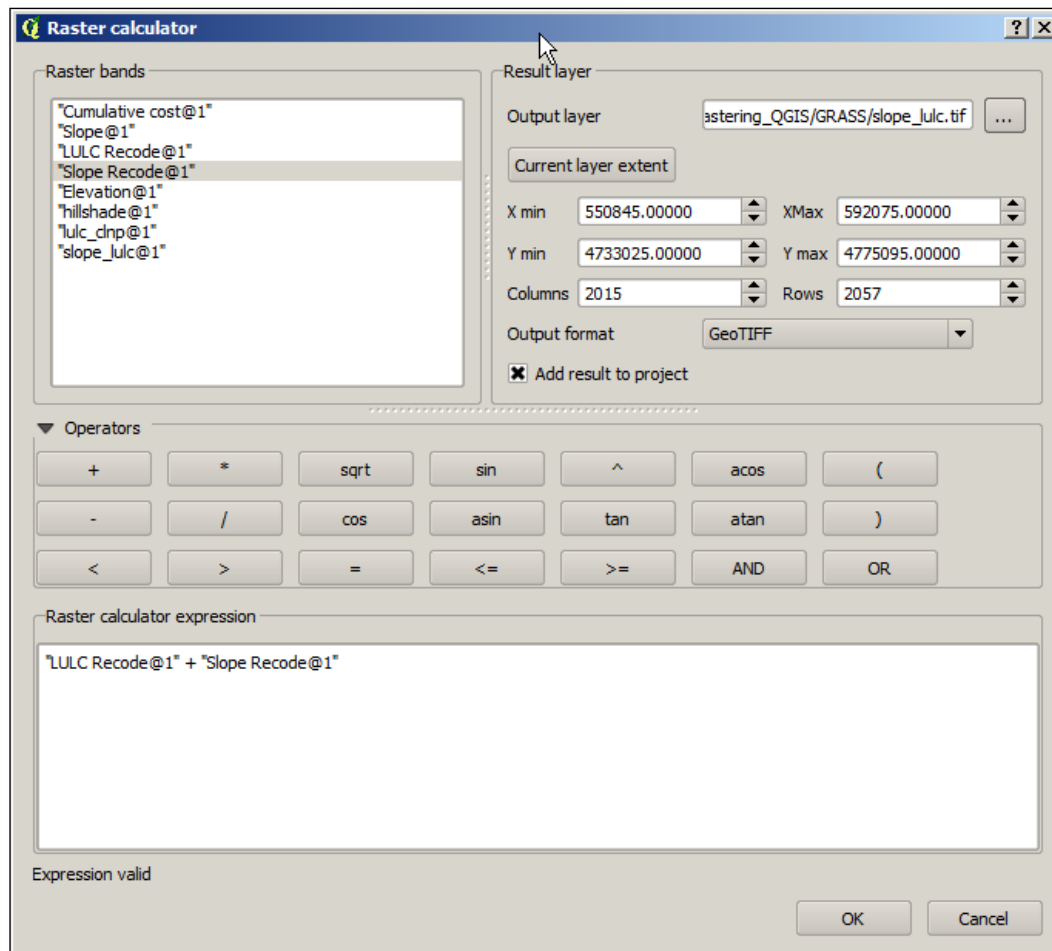 Raster calculator
Raster bands
"Cumulative cost@1"
"Slope@1"
"LULC Recode@1"
"Slope Recode@1"
"Elevation@1"
"hillshade@1"
"lulc_clnp@1"
"slope_lulc@1"
Result layer
Output layer astering_QGIS/GRASS/slope_lulc.tif ...
Current layer extent
X min 550845.00000 XMax 592075.00000
Y min 4733025.00000 Y max 4775095.00000
Columns 2015 Rows 2057
Output format GeoTIFF
Add result to project
Operators
+ * sqrt sin ^ acos (
- / cos asin tan atan )
< > = <= >= AND OR
Raster calculator expression
"LULC Recode@1" + "Slope Recode@1"
Expression valid
OK Cancel